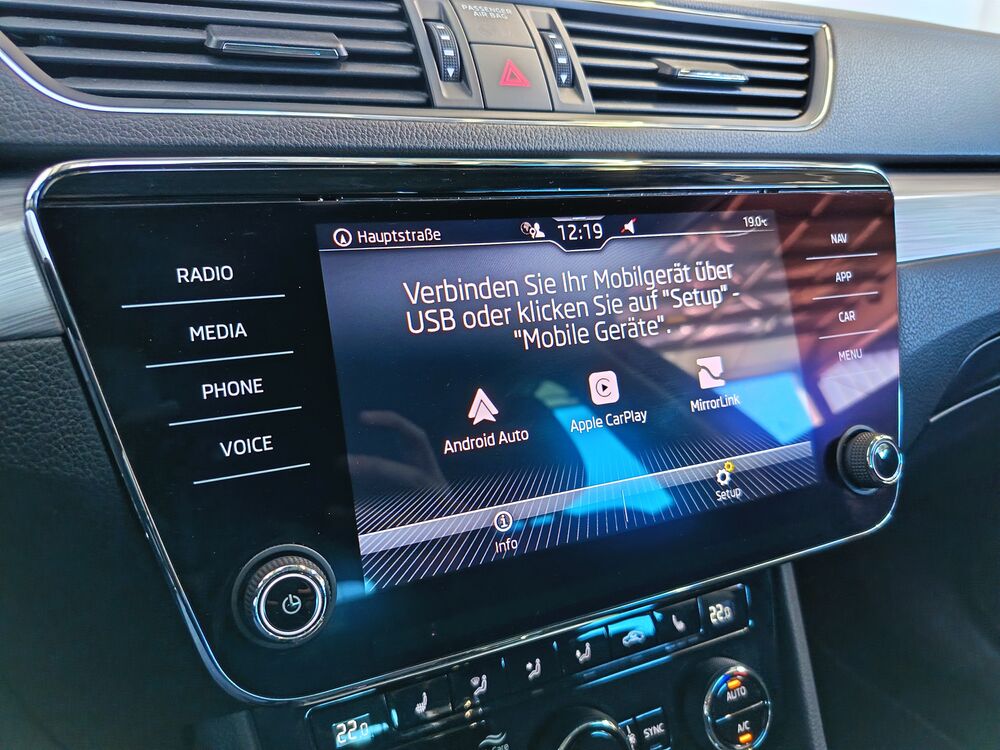 PASSENGER
AIR BAG
Hauptstraße
12:19
19.0°C
RADIO
MEDIA
PHONE
VOICE
NAV
APP
CAR
MENU
Verbinden Sie Ihr Mobilgerät über
USB oder klicken Sie auf "Setup" -
"Mobile Geräte".
Android Auto
Apple CarPlay
MirrorLink
Info
Setup
22.0
22.0
SYNC
AUTO
A/C